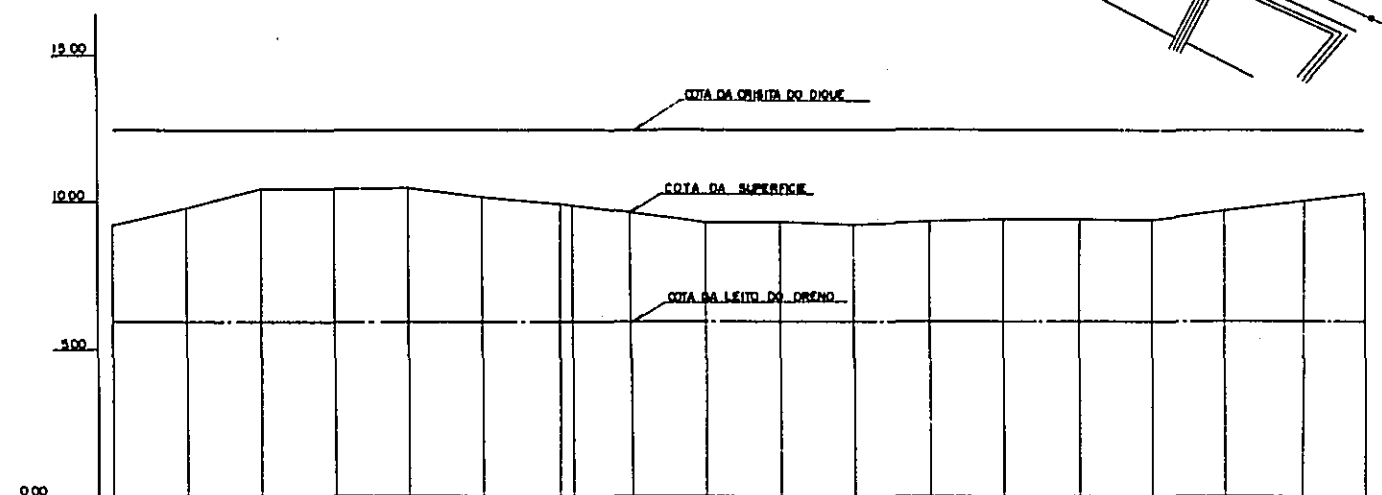 15.00
COTA DA CRISITA DO DIQUE
10.00
COTA DA SUPERFICIE
COTA DA LEITO DO DRENO
5.00
0.00